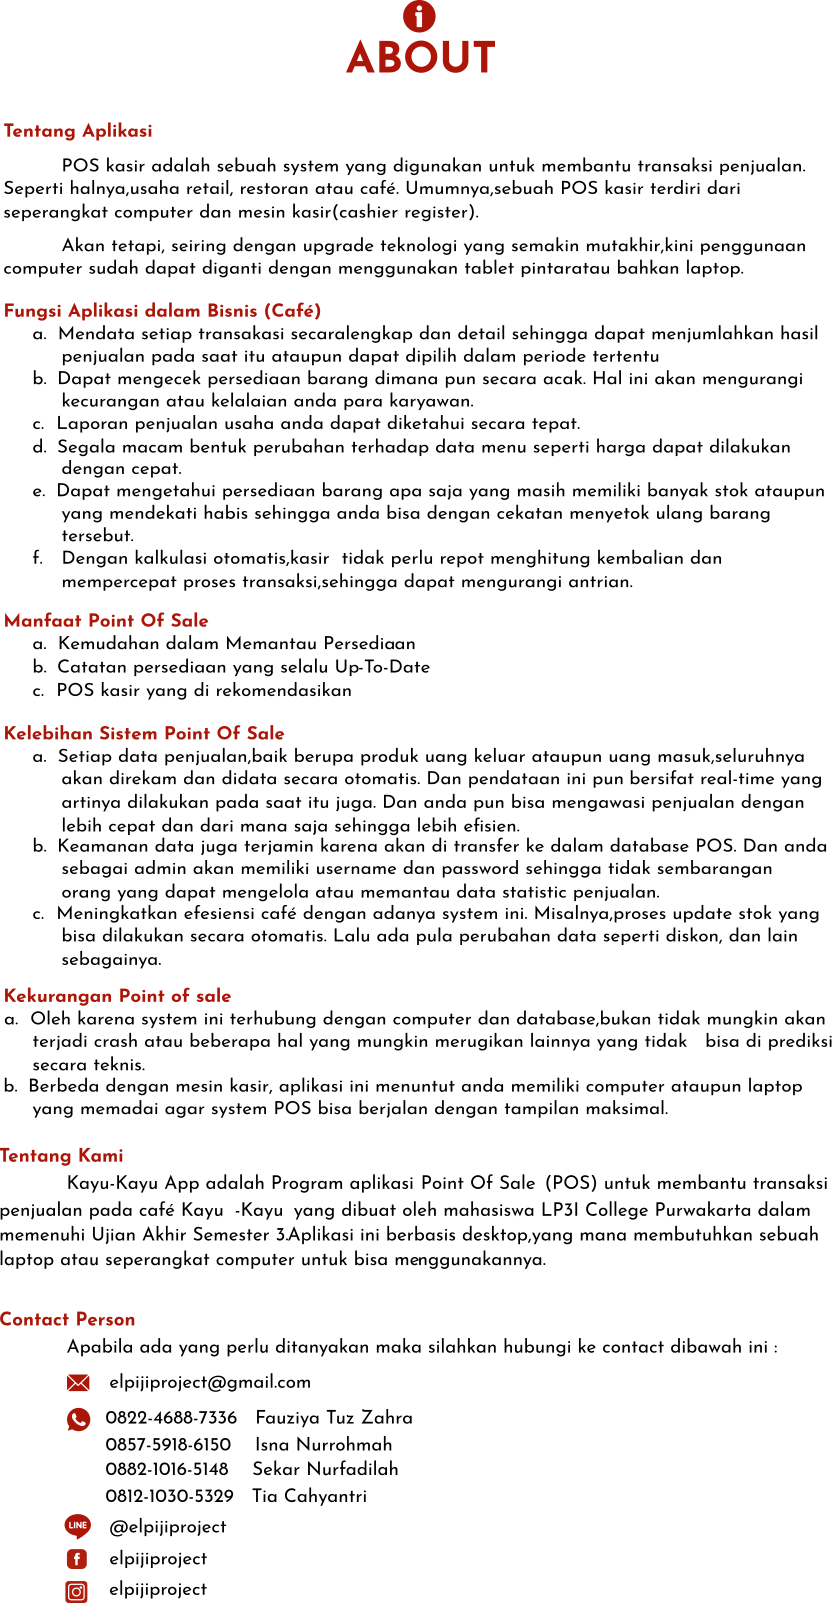 ABOUT
Tentang Aplikasi
POS kasir adalah sebuah system yang digunakan untuk membantu transaksi penjualan.
Seperti halnya,usaha retail, restoran atau café. Umumnya,sebuah POS kasir terdiri dari
seperangkat computer dan mesin kasir(cashier register).
Akan tetapi, seiring dengan upgrade teknologi yang semakin mutakhir,kini penggunaan
computer sudah dapat diganti dengan menggunakan tablet pintaratau bahkan laptop.
Fungsi Aplikasi dalam Bisnis (Café)
a. Mendata setiap transakasi secaralengkap dan detail sehingga dapat menjumlahkan hasil
penjualan pada saat itu ataupun dapat dipilih dalam periode tertentu
b. Dapat mengecek persediaan barang dimana pun secara acak. Hal ini akan mengurangi
kecurangan atau kelalaian anda para karyawan.
c. Laporan penjualan usaha anda dapat diketahui secara tepat.
d. Segala macam bentuk perubahan terhadap data menu seperti harga dapat dilakukan
dengan cepat.
e. Dapat mengetahui persediaan barang apa saja yang masih memiliki banyak stok ataupun
yang mendekati habis sehingga anda bisa dengan cekatan menyetok ulang barang
tersebut.
f. Dengan kalkulasi otomatis,kasir tidak perlu repot menghitung kembalian dan
mempercepat proses transaksi,sehingga dapat mengurangi antrian.
Manfaat Point Of Sale
a. Kemudahan dalam Memantau Persediaan
b. Catatan persediaan yang selalu Up-To-Date
c. POS kasir yang di rekomendasikan
Kelebihan Sistem Point Of Sale
a. Setiap data penjualan,baik berupa produk uang keluar ataupun uang masuk,seluruhnya
akan direkam dan didata secara otomatis. Dan pendataan ini pun bersifat real-time yang
artinya dilakukan pada saat itu juga. Dan anda pun bisa mengawasi penjualan dengan
lebih cepat dan dari mana saja sehingga lebih efisien.
b. Keamanan data juga terjamin karena akan di transfer ke dalam database POS. Dan anda
sebagai admin akan memiliki username dan password sehingga tidak sembarangan
orang yang dapat mengelola atau memantau data statistic penjualan.
c. Meningkatkan efesiensi café dengan adanya system ini. Misalnya,proses update stok yang
bisa dilakukan secara otomatis. Lalu ada pula perubahan data seperti diskon, dan lain
sebagainya.
Kekurangan Point of sale
a. Oleh karena system ini terhubung dengan computer dan database,bukan tidak mungkin akan
terjadi crash atau beberapa hal yang mungkin merugikan lainnya yang tidak bisa di prediksi
secara teknis.
b. Berbeda dengan mesin kasir, aplikasi ini menuntut anda memiliki computer ataupun laptop
yang memadai agar system POS bisa berjalan dengan tampilan maksimal.
Tentang Kami
Kayu-Kayu App adalah Program aplikasi Point Of Sale (POS) untuk membantu transaksi
penjualan pada café Kayu -Kayu yang dibuat oleh mahasiswa LP3I College Purwakarta dalam
memenuhi Ujian Akhir Semester 3.Aplikasi ini berbasis desktop,yang mana membutuhkan sebuah
laptop atau seperangkat computer untuk bisa menggunakannya.
Contact Person
Apabila ada yang perlu ditanyakan maka silahkan hubungi ke contact dibawah ini :
elpijiproject@gmail.com
0822-4688-7336 Fauziya Tuz Zahra
0857-5918-6150 Isna Nurrohmah
0882-1016-5148 Sekar Nurfadilah
0812-1030-5329 Tia Cahyantri
LINE @elpijiproject
elpijiproject
elpijiproject